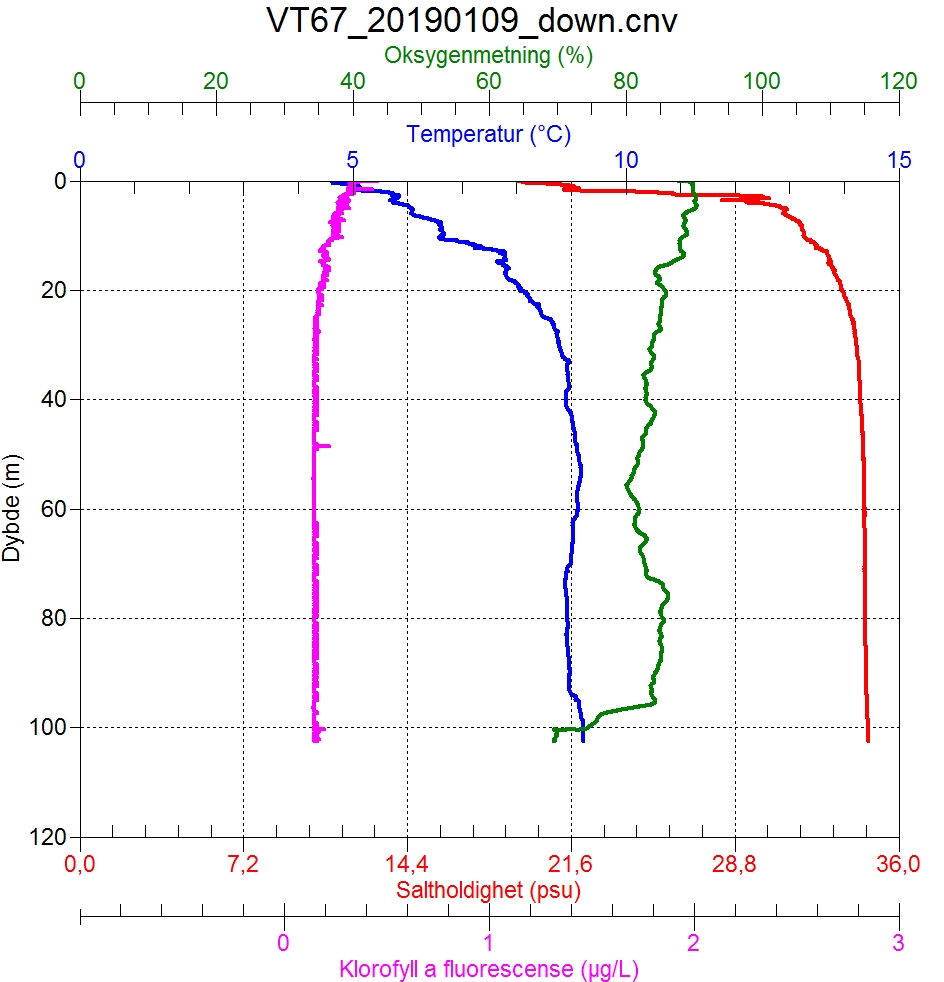 VT67_20190109_down.cnv
Oksygenmetning (%)
0 20 40 60 80 100 120
Temperatur (°C)
0 5 10 15
0
20
40
60
80
100
120
Dybde (m)
0,0 7,2 14,4 21,6 28,8 36,0
Saltholdighet (psu)
0 1 2 3
Klorofyll a fluorescense (µg/L)